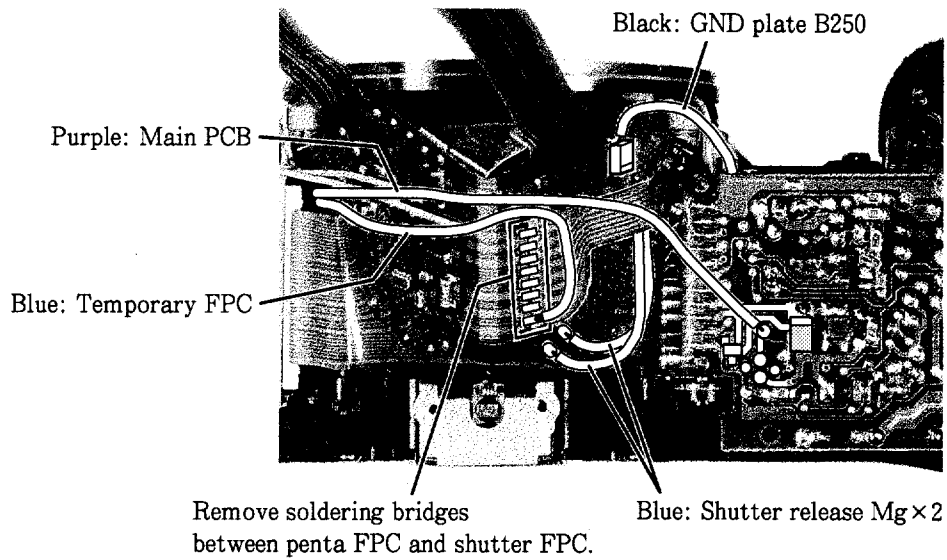 Black: GND plate B250
Purple: Main PCB
Blue: Temporary FPC
Remove soldering bridges
between penta FPC and shutter FPC.
Blue: Shutter release Mg×2